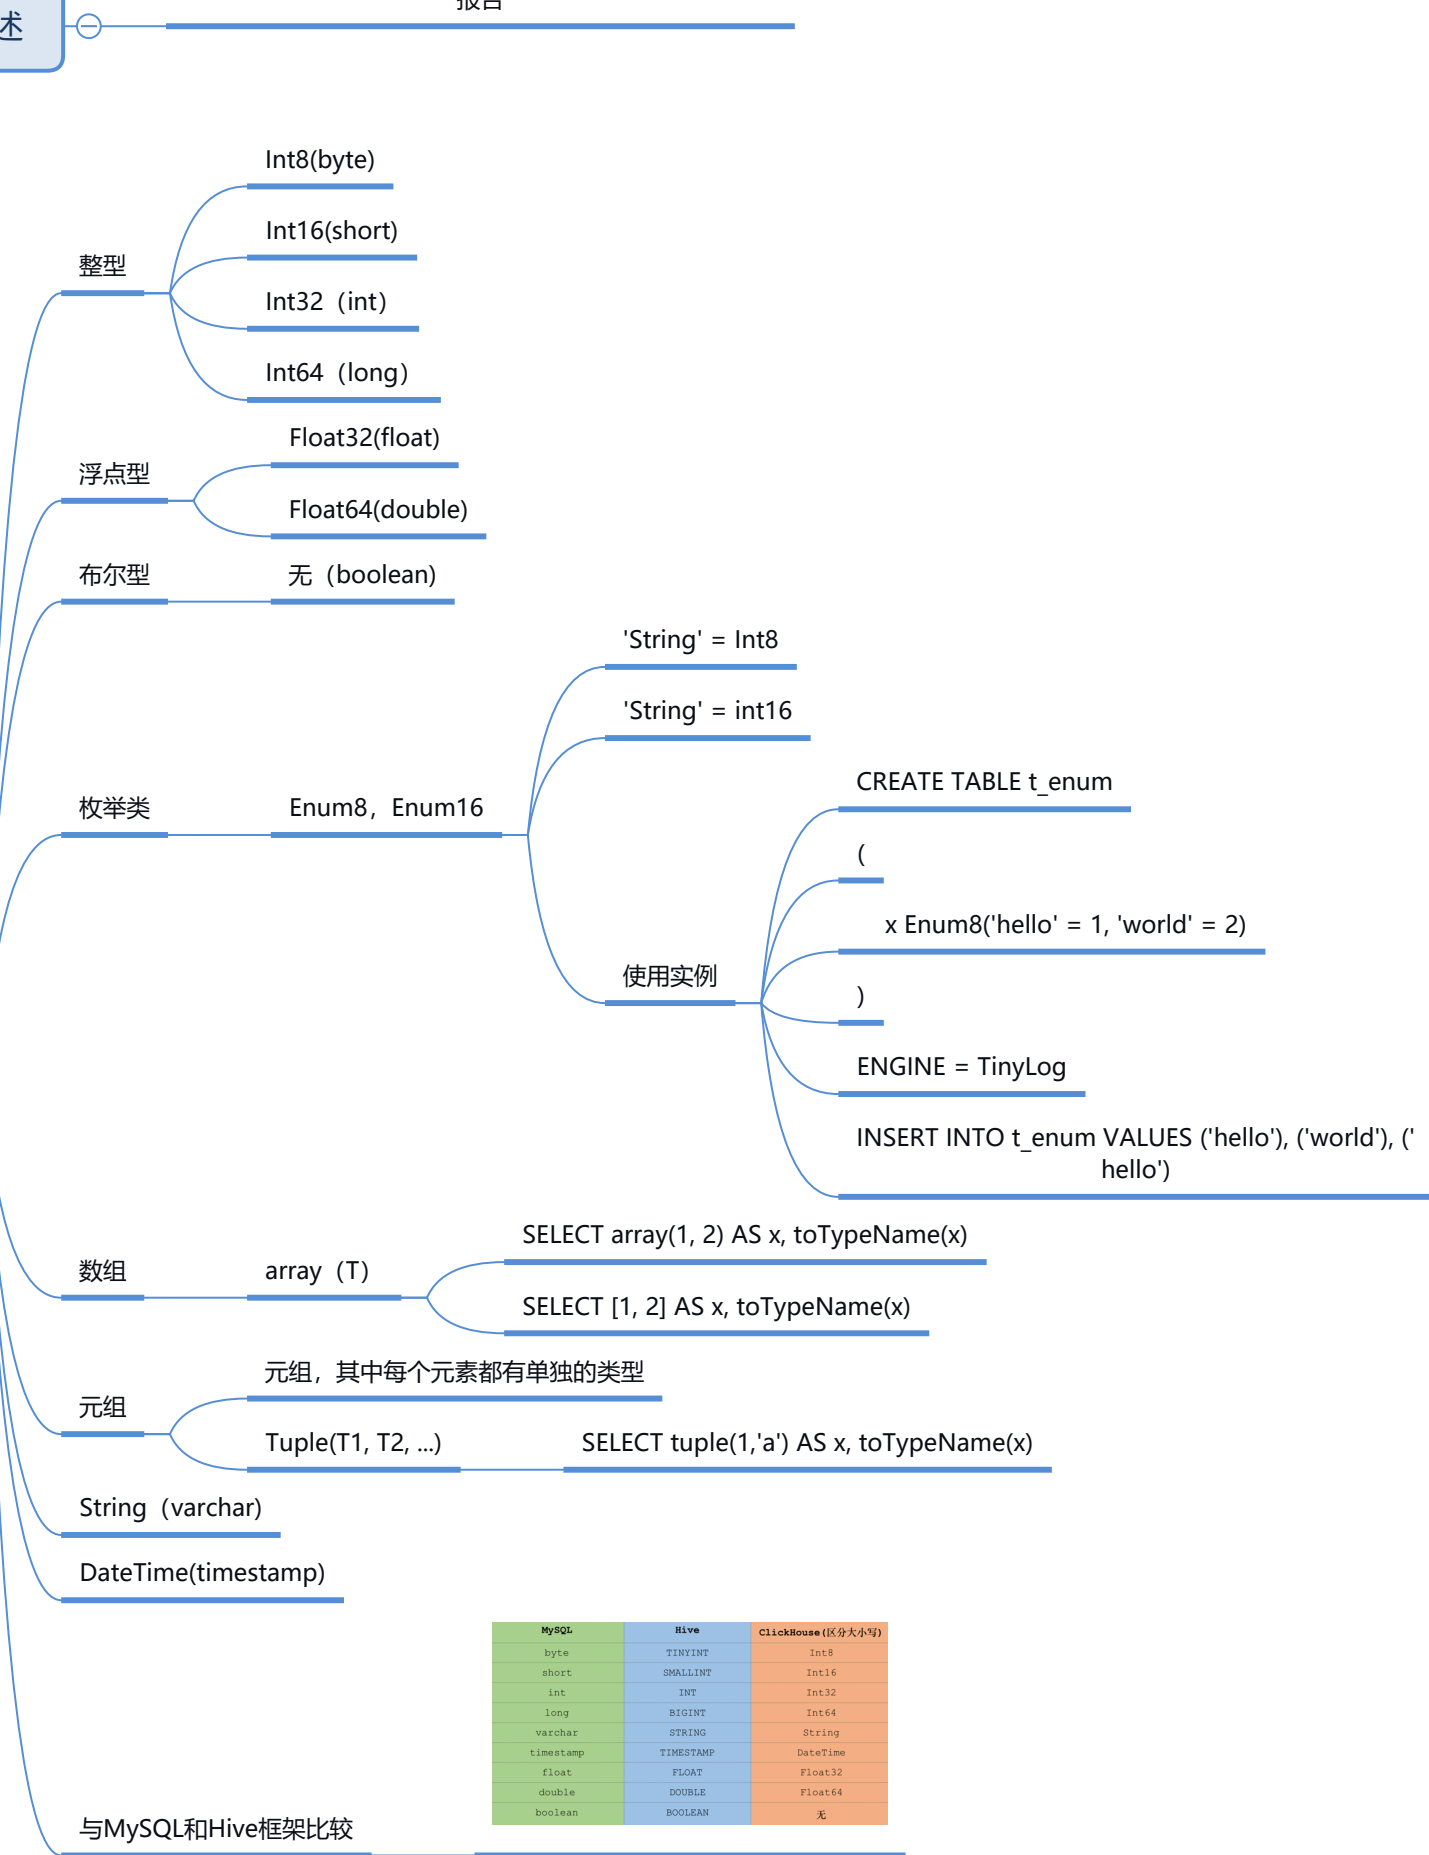 述
报告
整型
Int8(byte)
Int16(short)
Int32（int）
Int64（long）
浮点型
Float32(float)
Float64(double)
布尔型
无（boolean)
枚举类
Enum8，Enum16
'String' = Int8
'String' = int16
使用实例
CREATE TABLE t_enum
(
x Enum8('hello' = 1, 'world' = 2)
)
ENGINE = TinyLog
INSERT INTO t_enum VALUES ('hello'), ('world'), ('
hello')
数组
array（T）
SELECT array(1, 2) AS x, toTypeName(x)
SELECT [1, 2] AS x, toTypeName(x)
元组
元组，其中每个元素都有单独的类型
Tuple(T1, T2, ...)
SELECT tuple(1,'a') AS x, toTypeName(x)
String（varchar)
DateTime(timestamp)
与MySQL和Hive框架比较
MySQL Hive ClickHouse(区分大小写)
byte TINYINT Int8
short SMALLINT Int16
int INT Int32
long BIGINT Int64
varchar STRING String
timestamp TIMESTAMP DateTime
float FLOAT Float32
double DOUBLE Float64
boolean BOOLEAN 无